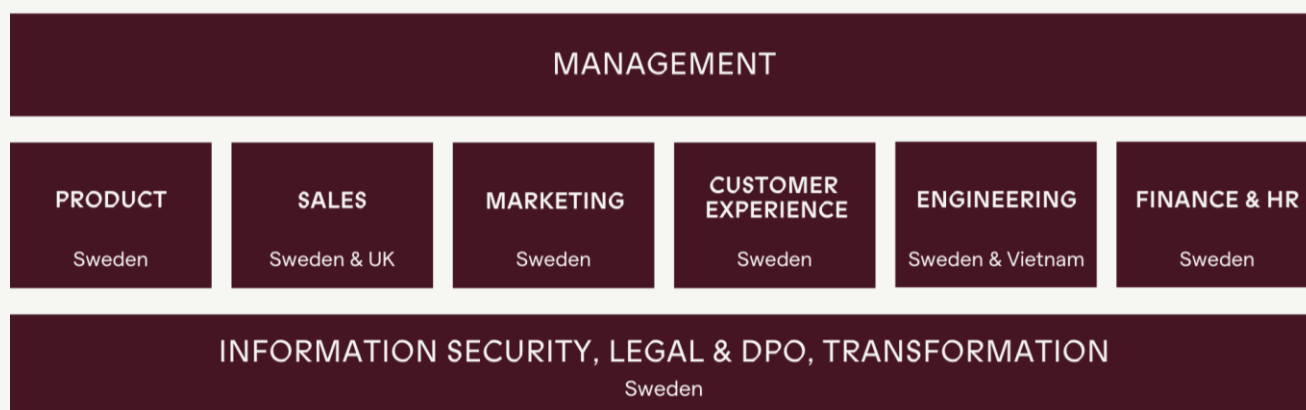 MANAGEMENT
PRODUCT
Sweden
SALES
Sweden & UK
MARKETING
Sweden
CUSTOMER
EXPERIENCE
Sweden
ENGINEERING
Sweden & Vietnam
FINANCE & HR
Sweden
INFORMATION SECURITY, LEGAL & DPO, TRANSFORMATION
Sweden